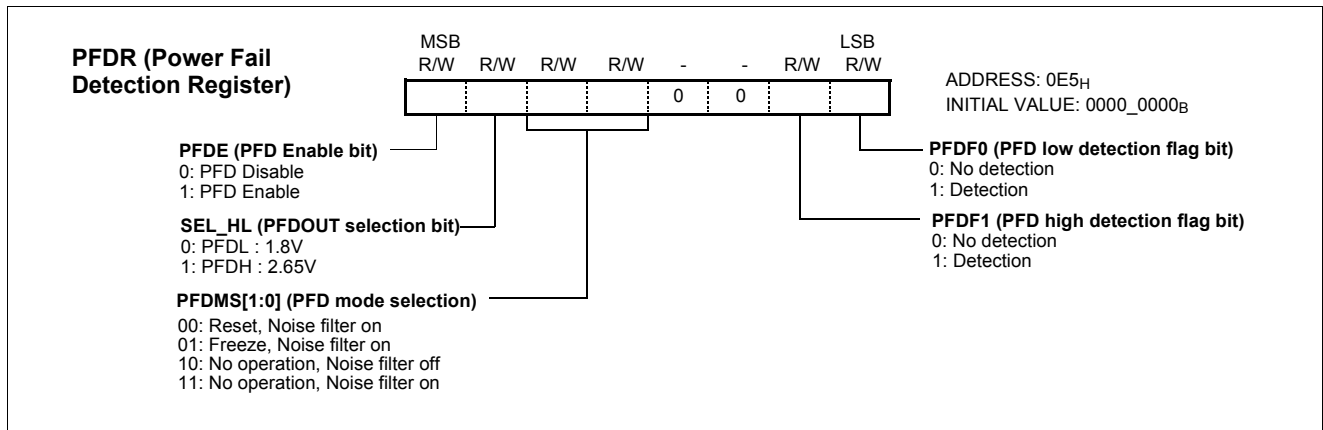 PFDR (Power Fail
Detection Register)
MSB LSB
R/W R/W R/W R/W - - R/W R/W
0 0
ADDRESS: 0E5H
INITIAL VALUE: 0000_0000B
PFDE (PFD Enable bit)
0: PFD Disable
1: PFD Enable
SEL_HL (PFDOUT selection bit)
0: PFDL : 1.8V
1: PFDH : 2.65V
PFDMS[1:0] (PFD mode selection)
00: Reset, Noise filter on
01: Freeze, Noise filter on
10: No operation, Noise filter off
11: No operation, Noise filter on
PFDF0 (PFD low detection flag bit)
0: No detection
1: Detection
PFDF1 (PFD high detection flag bit)
0: No detection
1: Detection